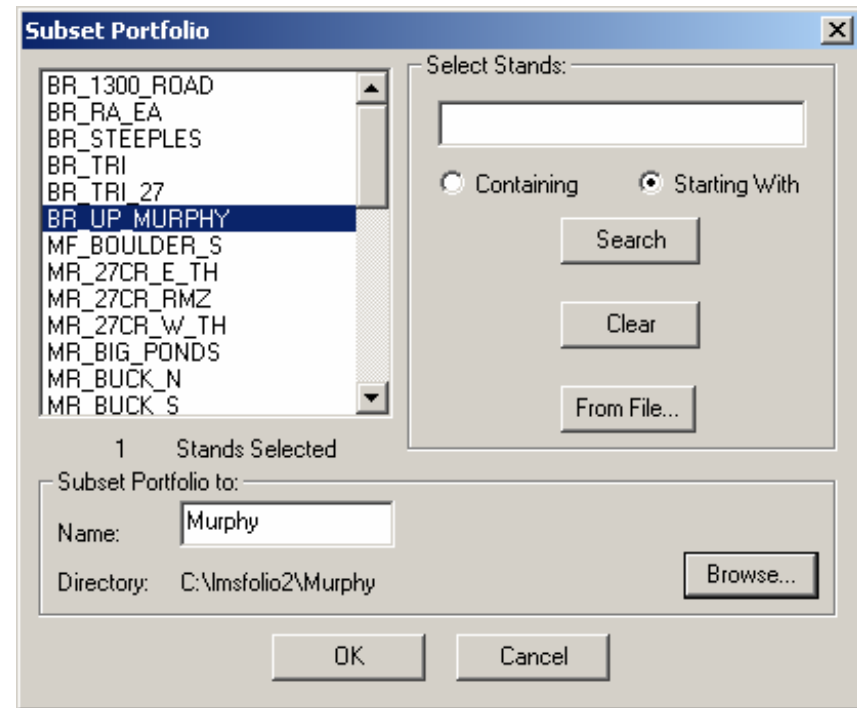 Subset Portfolio
BR_1300_ROAD
BR_RA_EA
BR_STEEPLES
BR_TRI
BR_TRI_27
BR_UP_MURPHY
MF_BOULDER_S
MR_27CR_E_TH
MR_27CR_RMZ
MR_27CR_W_TH
MR_BIG_PONDS
MR_BUCK_N
MR_BUCK_S
1 Stands Selected
Select Stands:
Containing Starting With
Search
Clear
From File...
Subset Portfolio to:
Name: Murphy
Directory: C:\lmsfolio2\Murphy
Browse...
OK Cancel